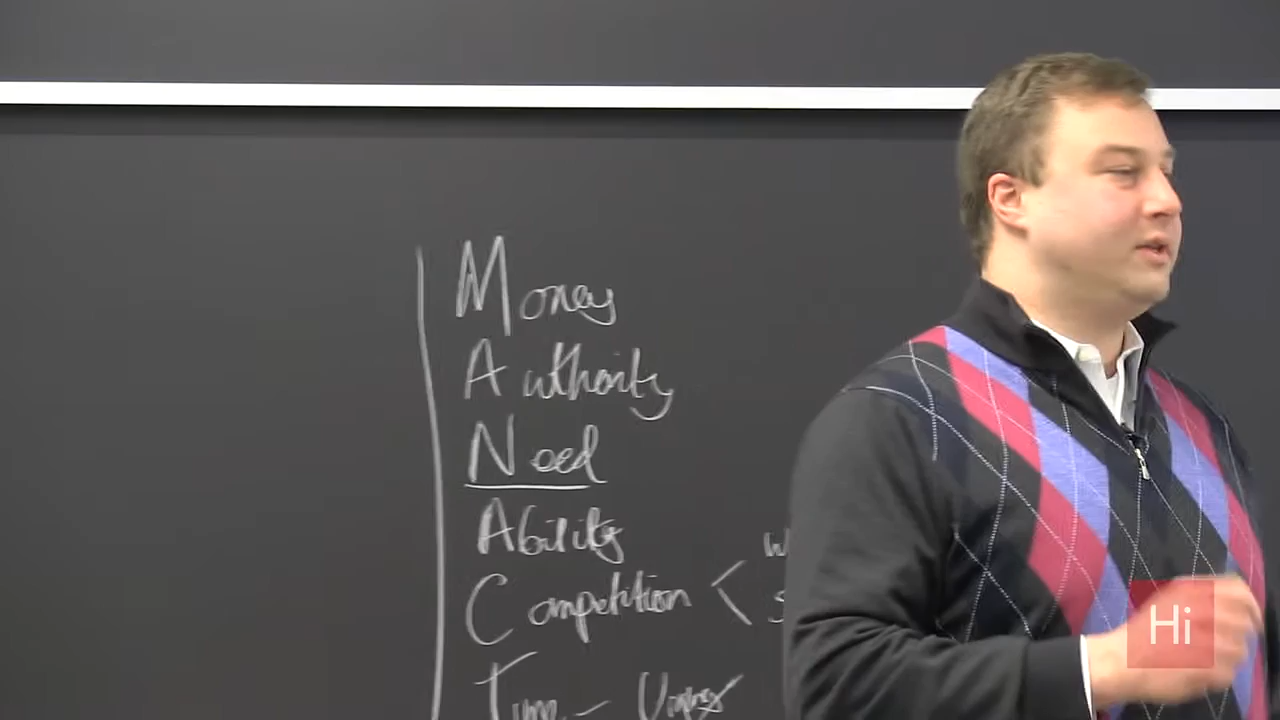 Money
Authority
Need
Ability
Competition <
Time –
Hi